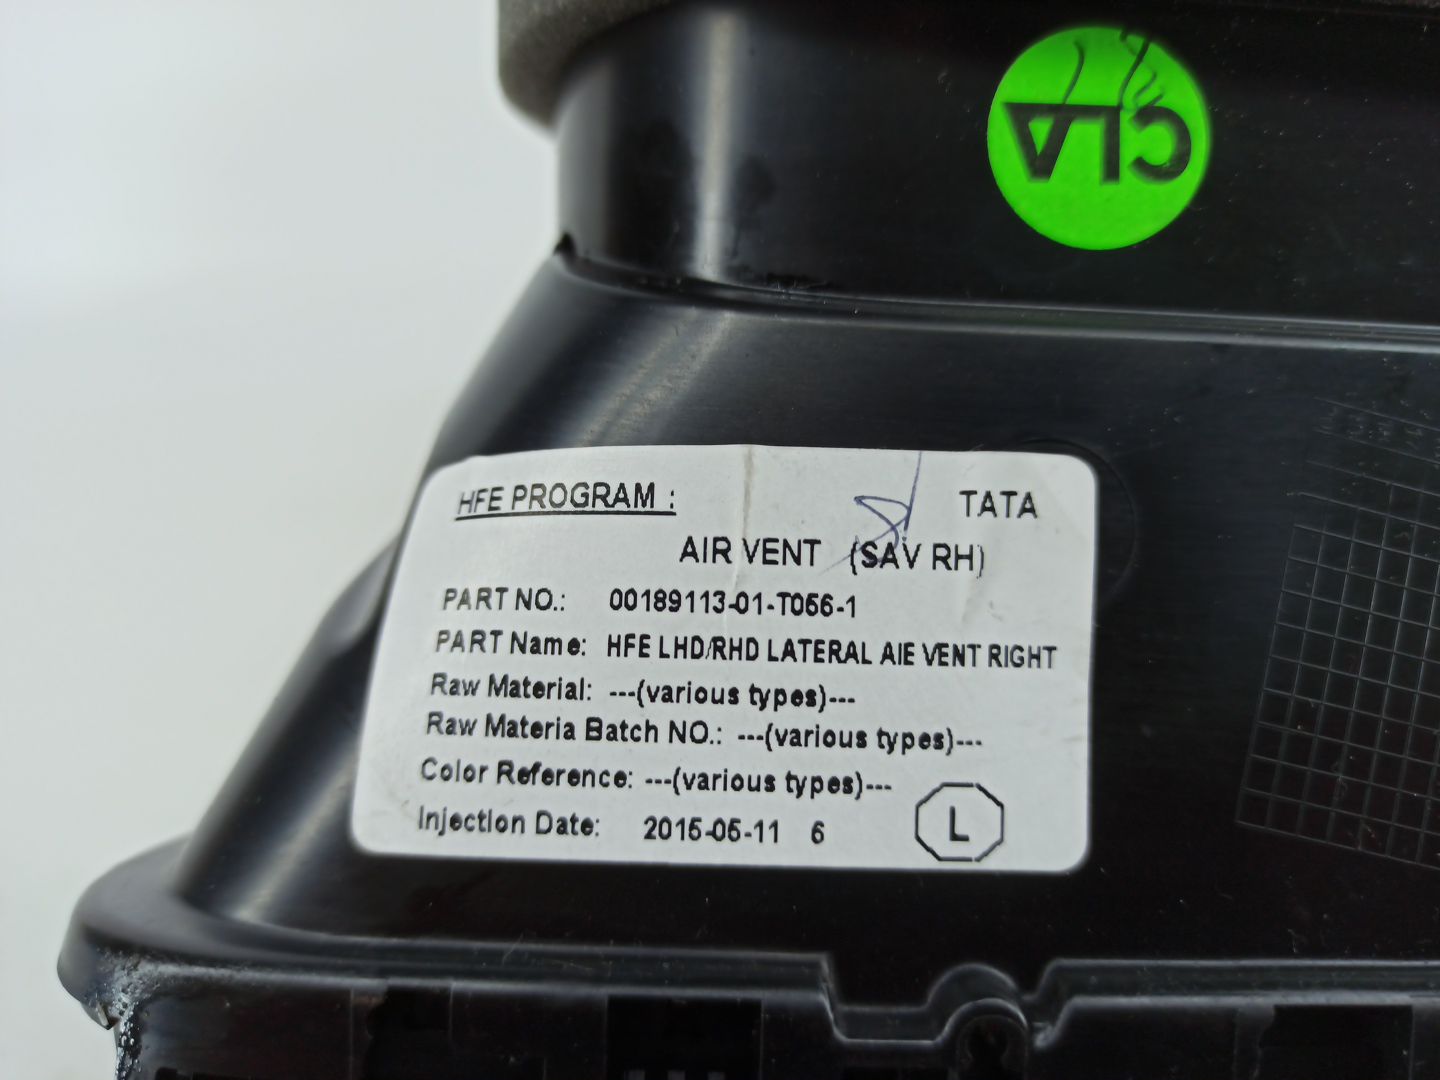 CLA
HFE PROGRAM : TATA
AIR VENT (SAV RH)
PART NO.: 00189113-01-T056-1
PART Name: HFE LHD/RHD LATERAL AIE VENT RIGHT
Raw Material: ---(various types)---
Raw Materia Batch NO.: ---(various types)---
Color Reference: ---(various types)---
Injection Date: 2015-05-11 6
L